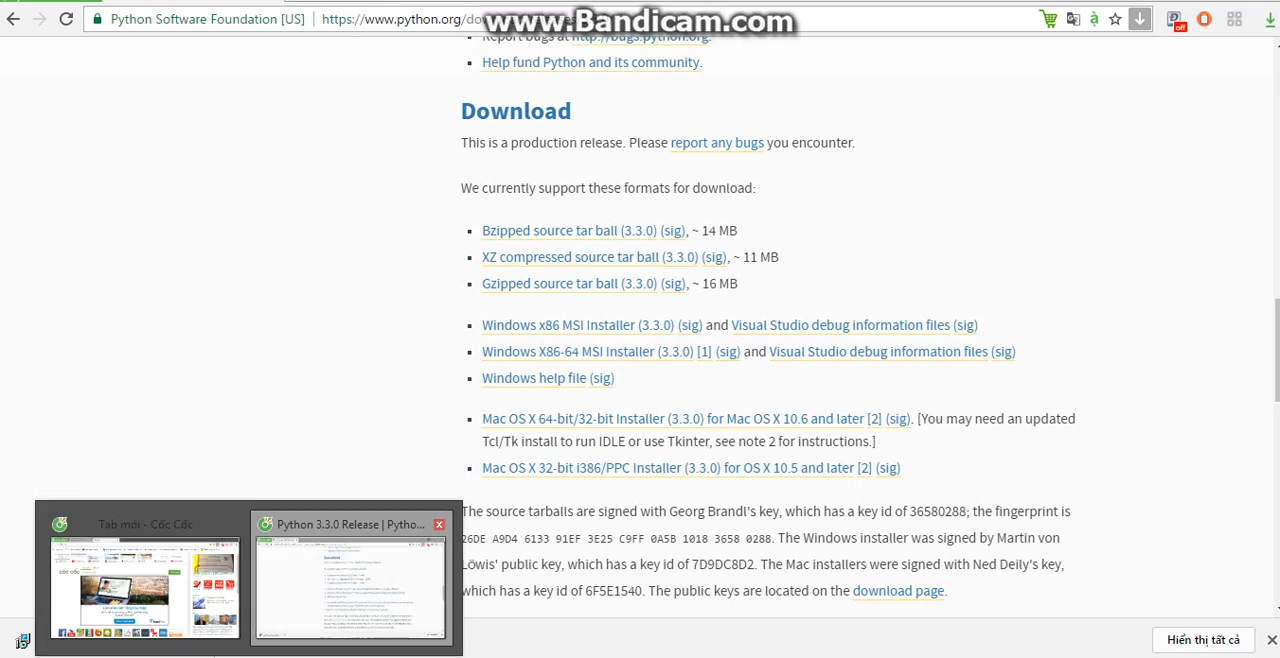 Python Software Foundation [US]
https://www.python.org/do
www.Bandicam.com
Report bugs at http://bugs.python.org.
Help fund Python and its community.
Download
This is a production release. Please report any bugs you encounter.
We currently support these formats for download:
Bzipped source tar ball (3.3.0) (sig), ~ 14 MB
XZ compressed source tar ball (3.3.0) (sig), ~ 11 MB
Gzipped source tar ball (3.3.0) (sig), ~ 16 MB
Windows x86 MSI Installer (3.3.0) (sig) and Visual Studio debug information files (sig)
Windows X86-64 MSI Installer (3.3.0) [1] (sig) and Visual Studio debug information files (sig)
Windows help file (sig)
Mac OS X 64-bit/32-bit Installer (3.3.0) for Mac OS X 10.6 and later [2] (sig). [You may need an updated
Tcl/Tk install to run IDLE or use Tkinter, see note 2 for instructions.]
Mac OS X 32-bit i386/PPC Installer (3.3.0) for OS X 10.5 and later [2] (sig)
The source tarballs are signed with Georg Brandl's key, which has a key id of 36580288; the fingerprint is
26DE A9D4 6133 91EF 3E25 C9FF 0A5B 1018 3658 0288. The Windows installer was signed by Martin von
Löwis' public key, which has a key id of 7D9DC8D2. The Mac installers were signed with Ned Deily's key,
which has a key id of 6F5E1540. The public keys are located on the download page.
Tab mới - Cốc Cốc
Python 3.3.0 Release | Pytho...
off
Hiển thị tất cả